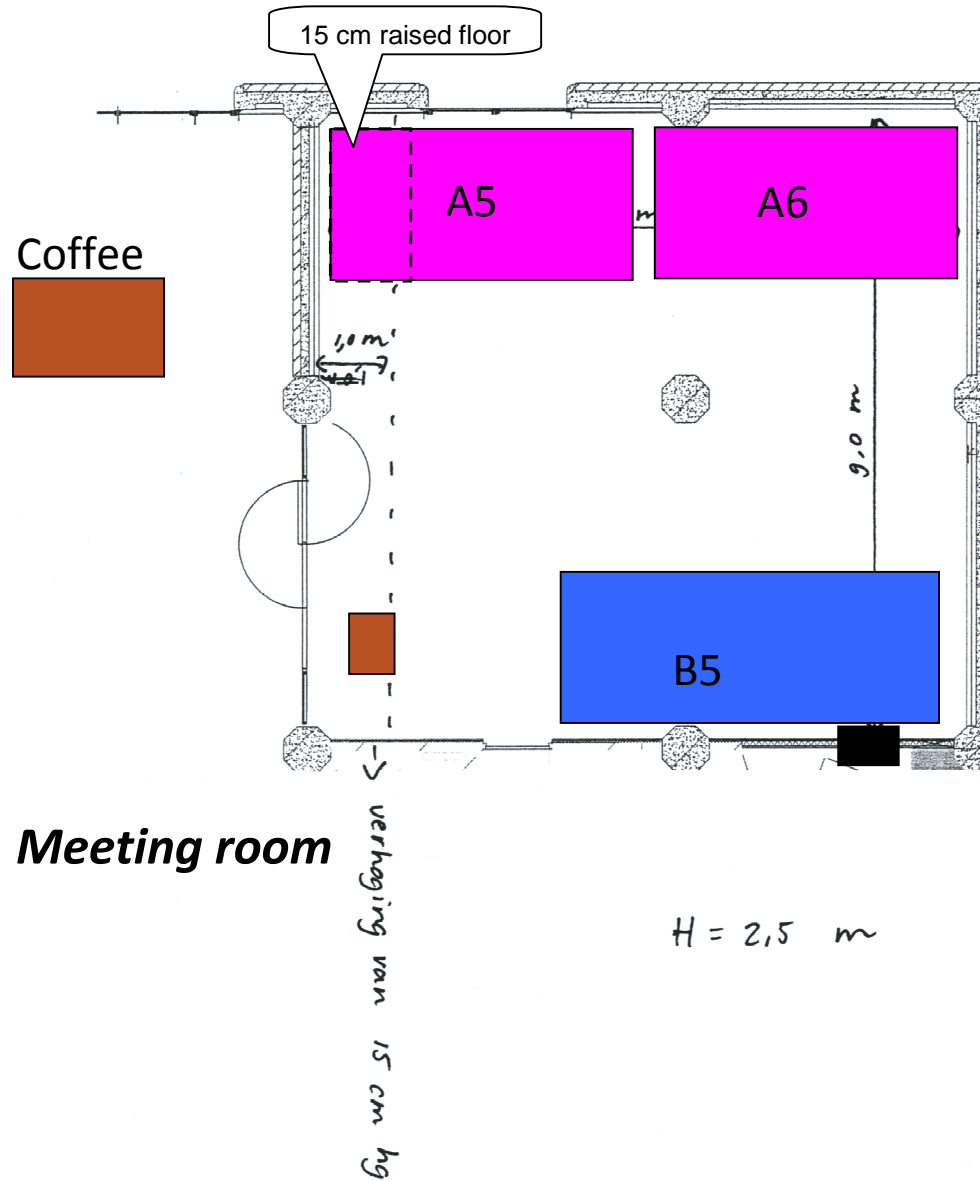 15 cm raised floor
A5
A6
m
Coffee
1,0 m
9,0 m
B5
Meeting room
verhoging van 15 cm hg
H = 2,5 m